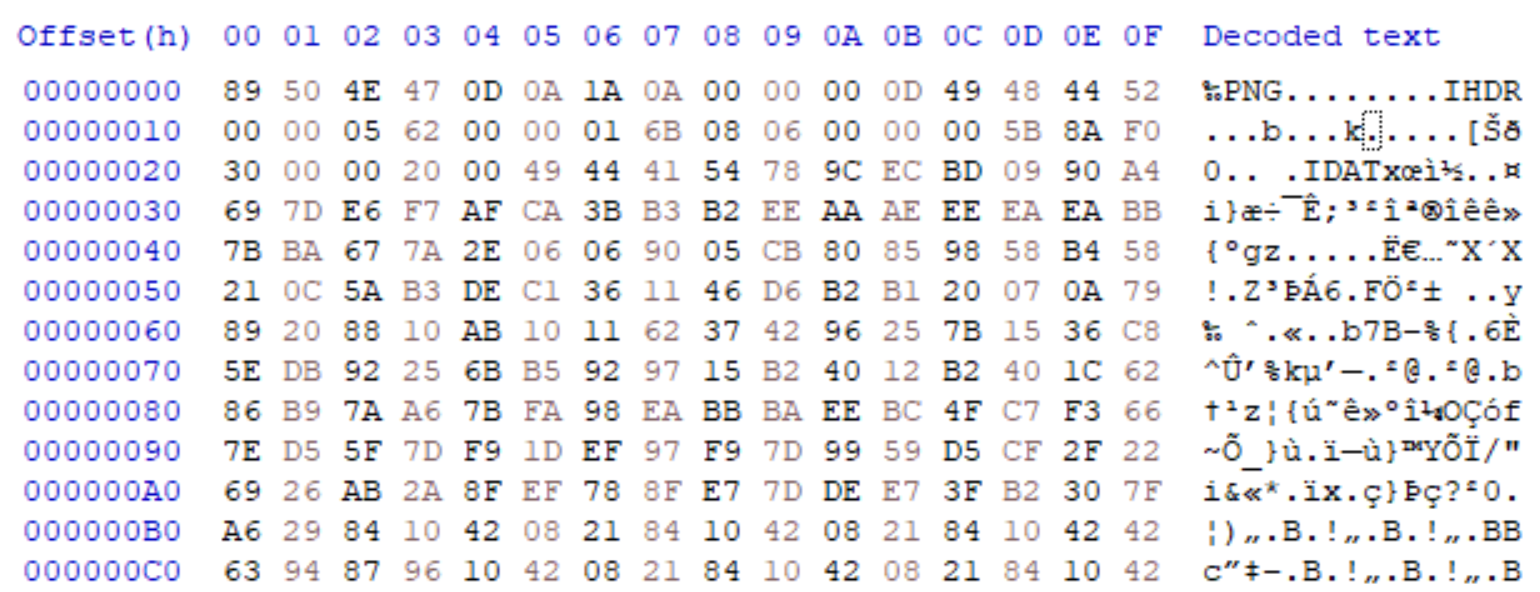 Offset(h) 00 01 02 03 04 05 06 07 08 09 0A 0B 0C 0D 0E 0F Decoded text
00000000 89 50 4E 47 0D 0A 1A 0A 00 00 00 0D 49 48 44 52 ‰PNG........IHDR
00000010 00 00 05 62 00 00 01 6B 08 06 00 00 00 5B 8A F0 ...b...k.....[Šð
00000020 30 00 00 20 00 49 44 41 54 78 9C EC BD 09 90 A4 0.. .IDATxœì½..¤
00000030 69 7D E6 F7 AF CA 3B B3 B2 EE AA AE EE EA EA BB i}æ÷¯Ê;³²îª®îêê»
00000040 7B BA 67 7A 2E 06 06 90 05 CB 80 85 98 58 B4 58 {ºgz.....Ë€…˜X´X
00000050 21 0C 5A B3 DE C1 36 11 46 D6 B2 B1 20 07 0A 79 !.Z³ÞÁ6.FÖ²± ..y
00000060 89 20 88 10 AB 10 11 62 37 42 96 25 7B 15 36 C8 ‰ ˆ.«..b7B–%{.6È
00000070 5E DB 92 25 6B B5 92 97 15 B2 40 12 B2 40 1C 62 ^Û’%kµ’—.²@.²@.b
00000080 86 B9 7A A6 7B FA 98 EA BB BA EE BC 4F C7 F3 66 †¹z¦{ú˜ê»ºî¼OÇóf
00000090 7E D5 5F 7D F9 1D EF 97 F9 7D 99 59 D5 CF 2F 22 ~Õ_}ù.ï—ù}™YÕÏ/"
000000A0 69 26 AB 2A 8F EF 78 8F E7 7D DE E7 3F B2 30 7F i&«*.ïx.ç}Þç?²0.
000000B0 A6 29 84 10 42 08 21 84 10 42 08 21 84 10 42 42 ¦)„.B.!„.B.!„.BB
000000C0 63 94 87 96 10 42 08 21 84 10 42 08 21 84 10 42 c”‡–.B.!„.B.!„.B